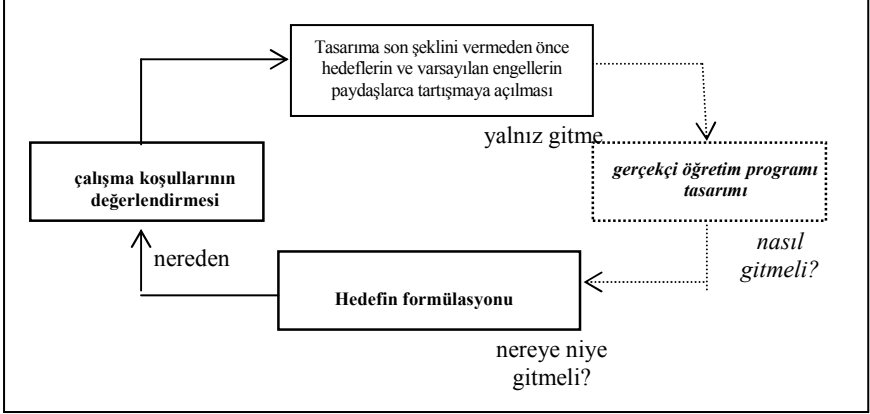 Tasarıma son şeklini vermeden önce
hedeflerin ve varsayılan engellerin
paydaşlarca tartışmaya açılması
yalnız gitme
çalışma koşullarının
değerlendirmesi
gerçekçi öğretim programı
tasarımı
nasıl
gitmeli?
nereden
Hedefin formülasyonu
nereye niye
gitmeli?